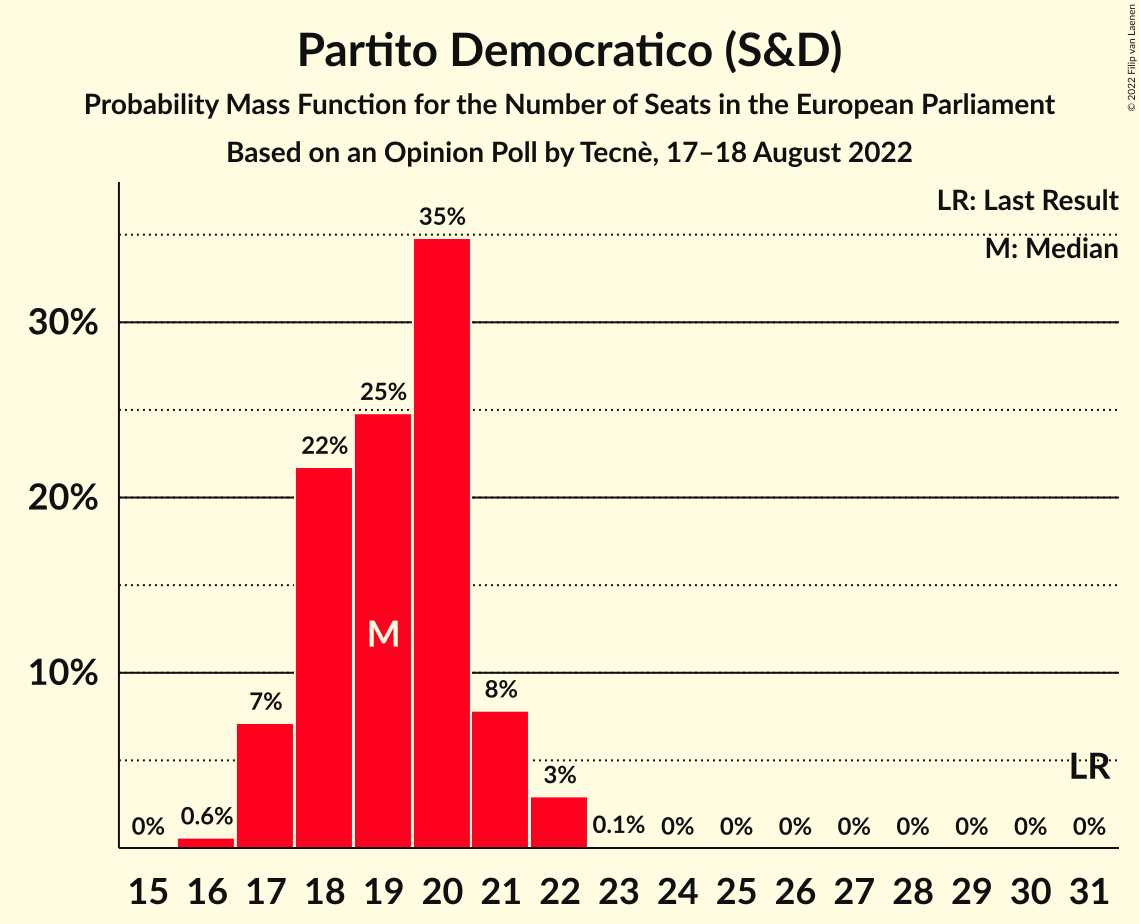 Partito Democratico (S&D)
Probability Mass Function for the Number of Seats in the European Parliament
Based on an Opinion Poll by Tecnè, 17–18 August 2022
© 2022 Filip van Laenen
LR: Last Result
M: Median
35%
30%
25%
22%
20%
M
10%
8%
7%
LR
3%
0% 0.6% 0.1% 0% 0% 0% 0% 0% 0% 0% 0%
15 16 17 18 19 20 21 22 23 24 25 26 27 28 29 30 31